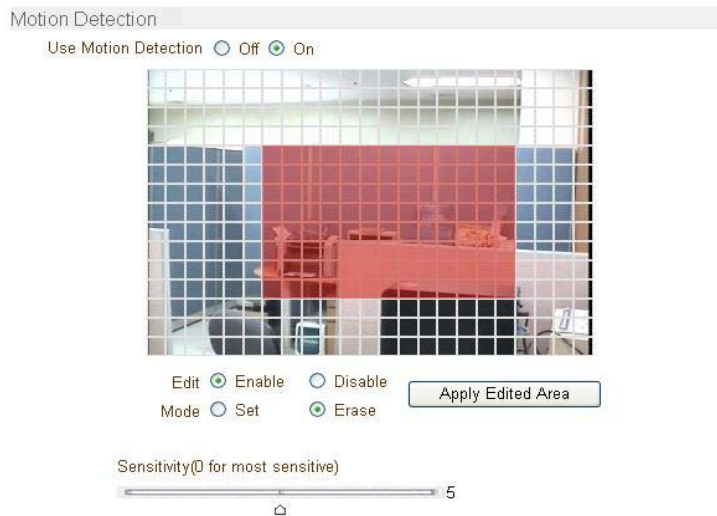 Motion Detection
Use Motion Detection Off On
Edit Enable Disable
Apply Edited Area
Mode Set Erase
Sensitivity(0 for most sensitive)
5